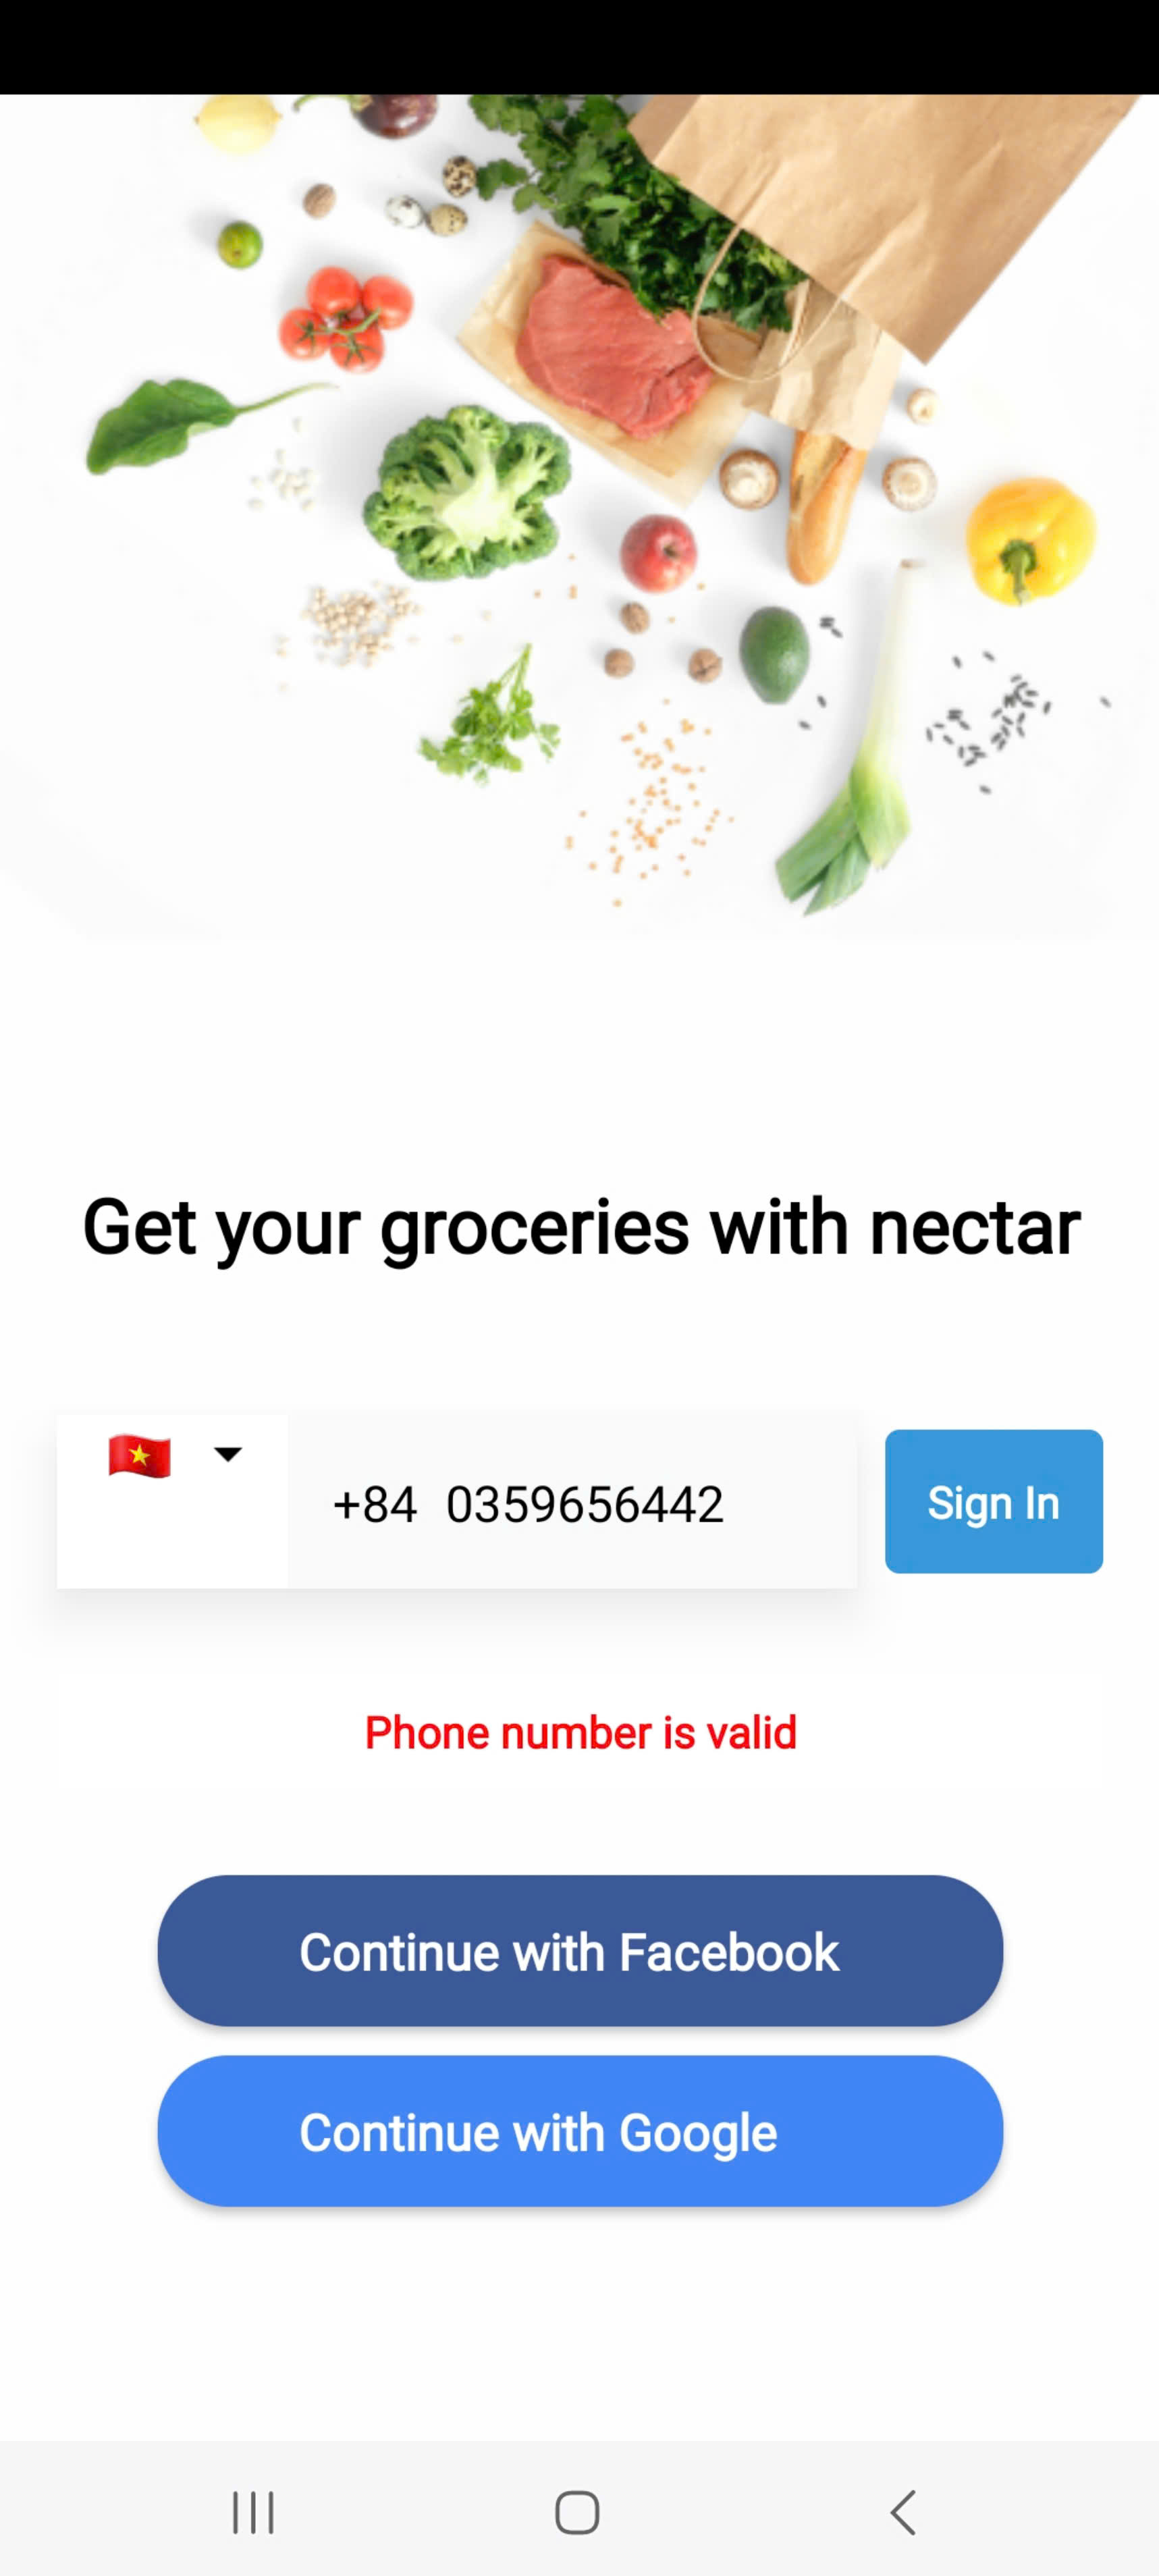 Get your groceries with nectar
+84 0359656442
Sign In
Phone number is valid
Continue with Facebook
Continue with Google